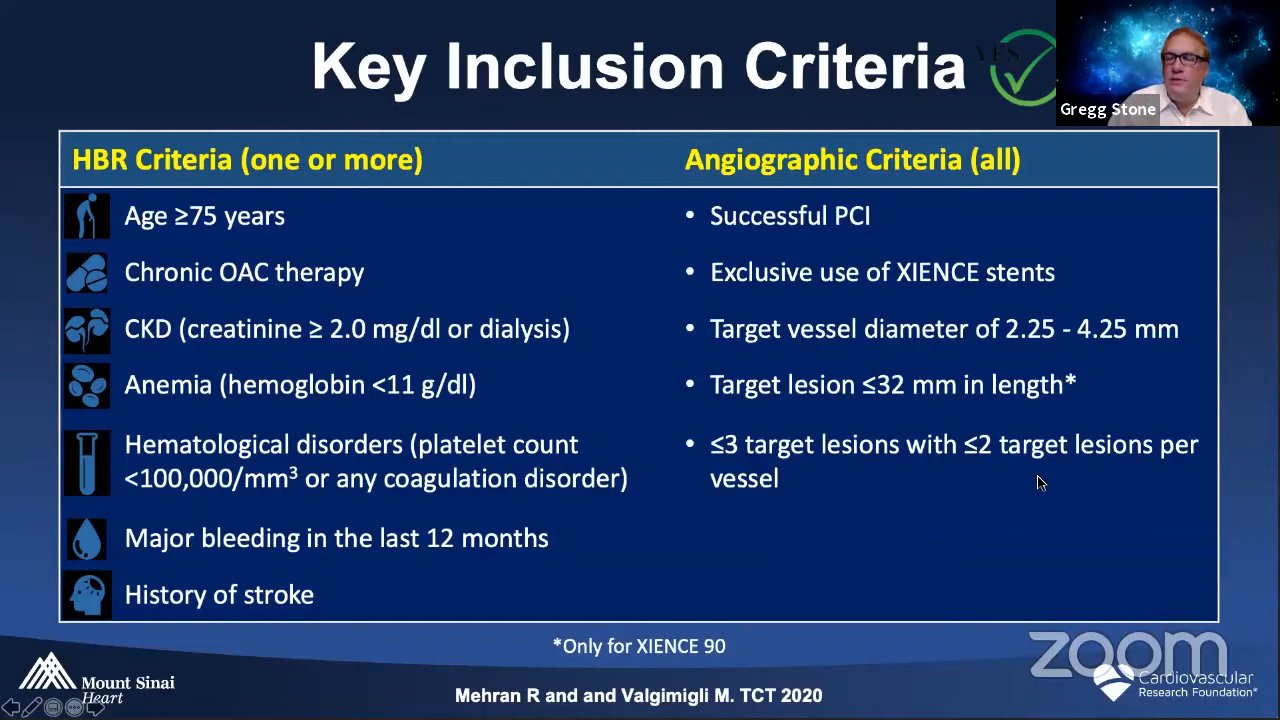 Key Inclusion Criteria
YES
Gregg Stone
HBR Criteria (one or more)
Angiographic Criteria (all)
Age ≥75 years
Chronic OAC therapy
CKD (creatinine ≥ 2.0 mg/dl or dialysis)
Anemia (hemoglobin <11 g/dl)
Hematological disorders (platelet count
<100,000/mm³ or any coagulation disorder)
Major bleeding in the last 12 months
History of stroke
• Successful PCI
• Exclusive use of XIENCE stents
• Target vessel diameter of 2.25 - 4.25 mm
• Target lesion ≤32 mm in length*
• ≤3 target lesions with ≤2 target lesions per
vessel
*Only for XIENCE 90
zoom
Mount Sinai
Heart
Mehran R and and Valgimigli M. TCT 2020
Cardiovascular
Research Foundation®